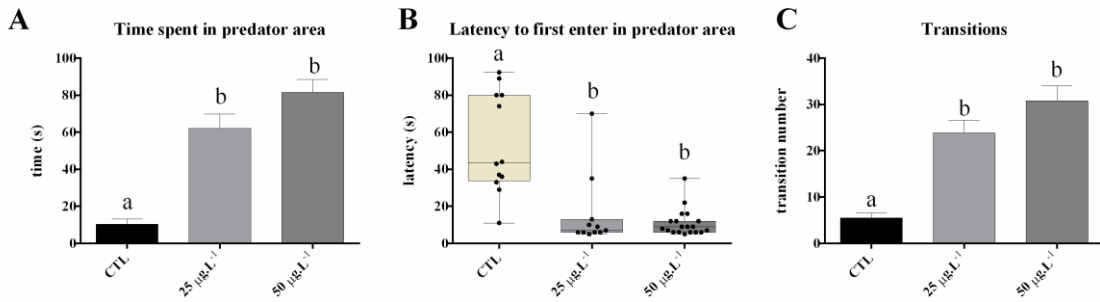 A
Time spent in predator area
a
b
b
100
80
60
40
20
0
time (s)
CTL
25 µg.L⁻¹
50 µg.L⁻¹
B
Latency to first enter in predator area
a
b
b
100
80
60
40
20
0
latency (s)
CTL
25 µg.L⁻¹
50 µg.L⁻¹
C
Transitions
a
b
b
40
30
20
10
0
transition number
CTL
25 µg.L⁻¹
50 µg.L⁻¹